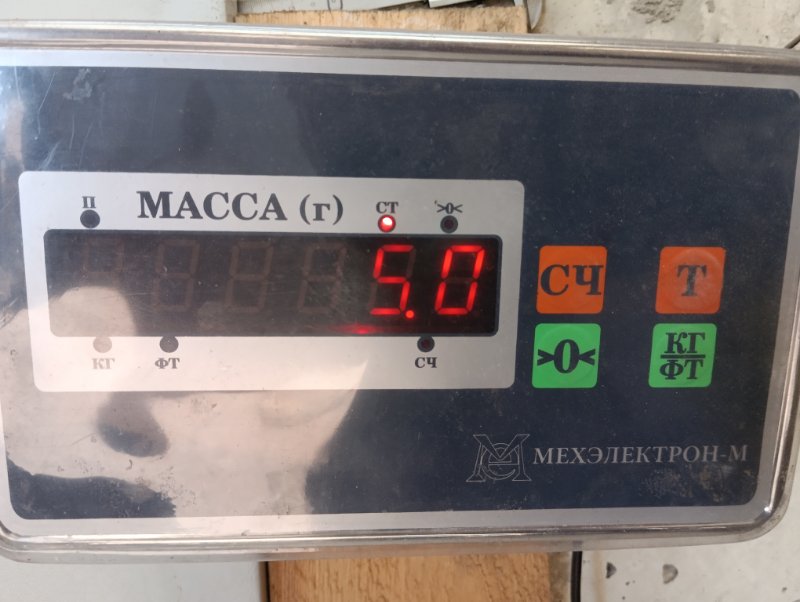 П МАССА (г) СТ >0<
5.0
КГ ФТ СЧ
СЧ Т
>0< КГ
ФТ
МЕХЭЛЕКТРОН-М